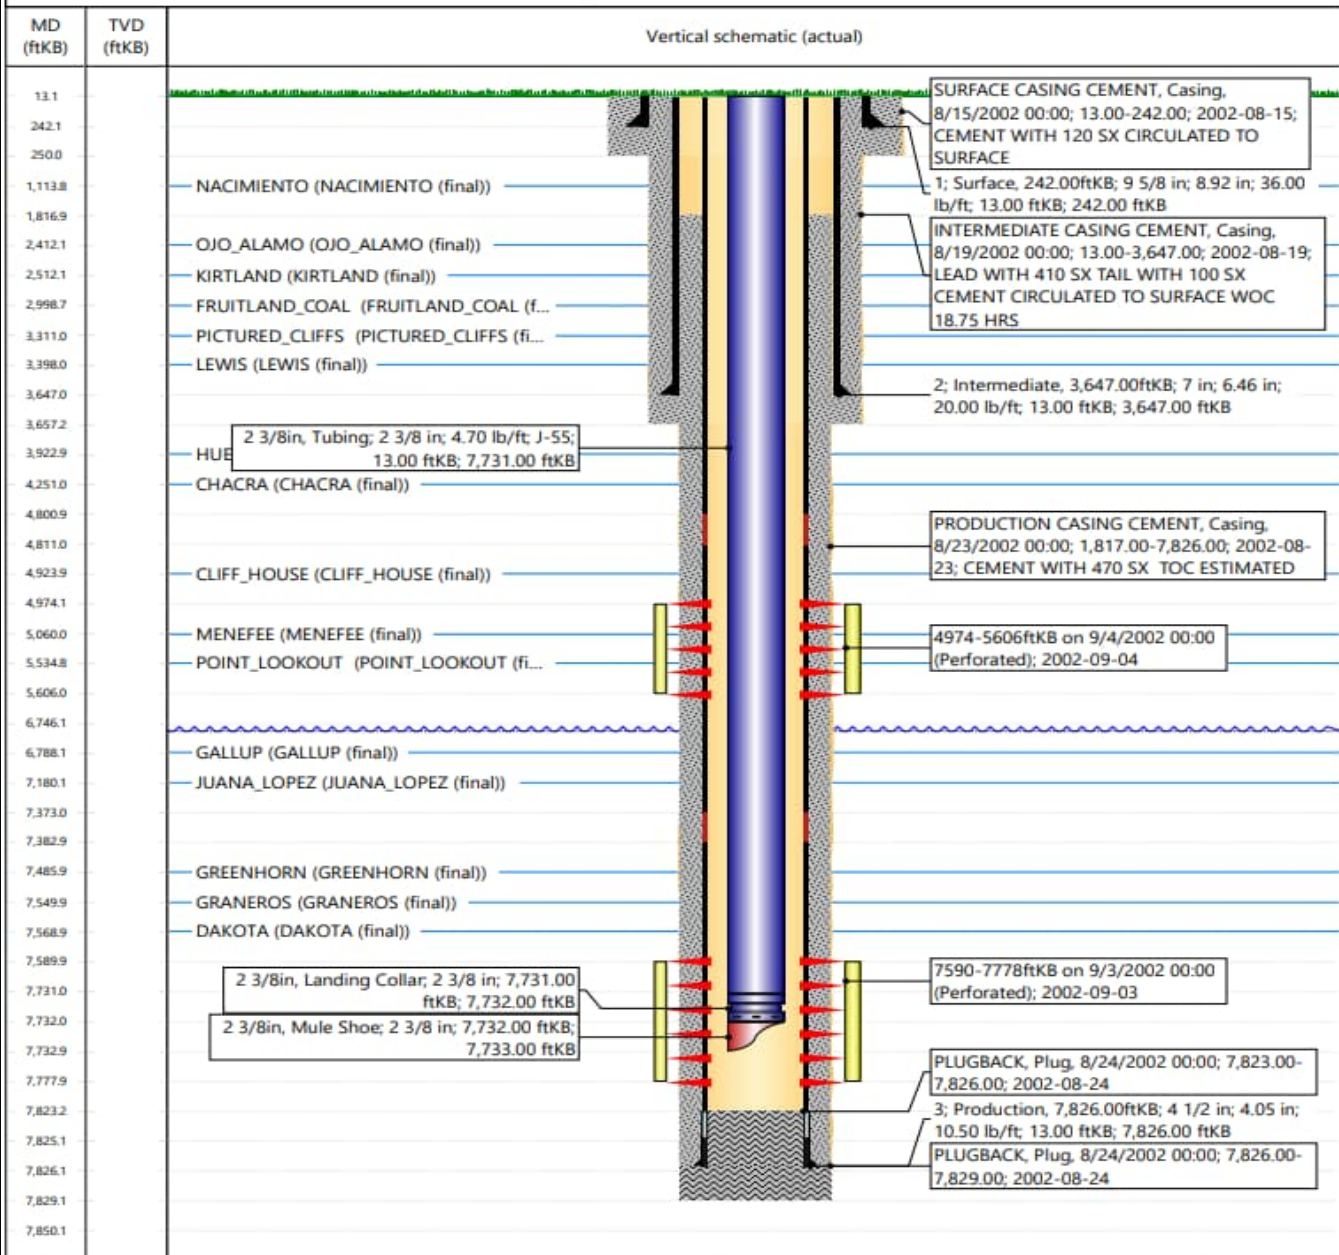 MD
(ftKB)
TVD
(ftKB)
Vertical schematic (actual)
13.1
242.1
250.0
1,113.8
1,816.9
2,412.1
2,512.1
2,998.7
3,311.0
3,398.0
3,647.0
3,657.2
3,922.9
4,251.0
4,800.9
4,811.0
4,923.9
4,974.1
5,060.0
5,534.8
5,606.0
6,746.1
6,788.1
7,180.1
7,373.0
7,382.9
7,485.9
7,549.9
7,568.9
7,589.9
7,731.0
7,732.0
7,732.9
7,777.9
7,823.2
7,825.1
7,826.1
7,829.1
7,850.1
NACIMIENTO (NACIMIENTO (final))
OJO_ALAMO (OJO_ALAMO (final))
KIRTLAND (KIRTLAND (final))
FRUITLAND_COAL (FRUITLAND_COAL (f...
PICTURED_CLIFFS (PICTURED_CLIFFS (fi...
LEWIS (LEWIS (final))
2 3/8in, Tubing; 2 3/8 in; 4.70 lb/ft; J-55;
13.00 ftKB; 7,731.00 ftKB
HUE
CHACRA (CHACRA (final))
CLIFF_HOUSE (CLIFF_HOUSE (final))
MENEFEE (MENEFEE (final))
POINT_LOOKOUT (POINT_LOOKOUT (fi...
GALLUP (GALLUP (final))
JUANA_LOPEZ (JUANA_LOPEZ (final))
GREENHORN (GREENHORN (final))
GRANEROS (GRANEROS (final))
DAKOTA (DAKOTA (final))
2 3/8in, Landing Collar; 2 3/8 in; 7,731.00
ftKB; 7,732.00 ftKB
2 3/8in, Mule Shoe; 2 3/8 in; 7,732.00 ftKB;
7,733.00 ftKB
SURFACE CASING CEMENT, Casing,
8/15/2002 00:00; 13.00-242.00; 2002-08-15;
CEMENT WITH 120 SX CIRCULATED TO
SURFACE
1; Surface, 242.00ftKB; 9 5/8 in; 8.92 in; 36.00
lb/ft; 13.00 ftKB; 242.00 ftKB
INTERMEDIATE CASING CEMENT, Casing,
8/19/2002 00:00; 13.00-3,647.00; 2002-08-19;
LEAD WITH 410 SX TAIL WITH 100 SX
CEMENT CIRCULATED TO SURFACE WOC
18.75 HRS
2; Intermediate, 3,647.00ftKB; 7 in; 6.46 in;
20.00 lb/ft; 13.00 ftKB; 3,647.00 ftKB
PRODUCTION CASING CEMENT, Casing,
8/23/2002 00:00; 1,817.00-7,826.00; 2002-08-
23; CEMENT WITH 470 SX TOC ESTIMATED
4974-5606ftKB on 9/4/2002 00:00
(Perforated); 2002-09-04
7590-7778ftKB on 9/3/2002 00:00
(Perforated); 2002-09-03
PLUGBACK, Plug, 8/24/2002 00:00; 7,823.00-
7,826.00; 2002-08-24
3; Production, 7,826.00ftKB; 4 1/2 in; 4.05 in;
10.50 lb/ft; 13.00 ftKB; 7,826.00 ftKB
PLUGBACK, Plug, 8/24/2002 00:00; 7,826.00-
7,829.00; 2002-08-24